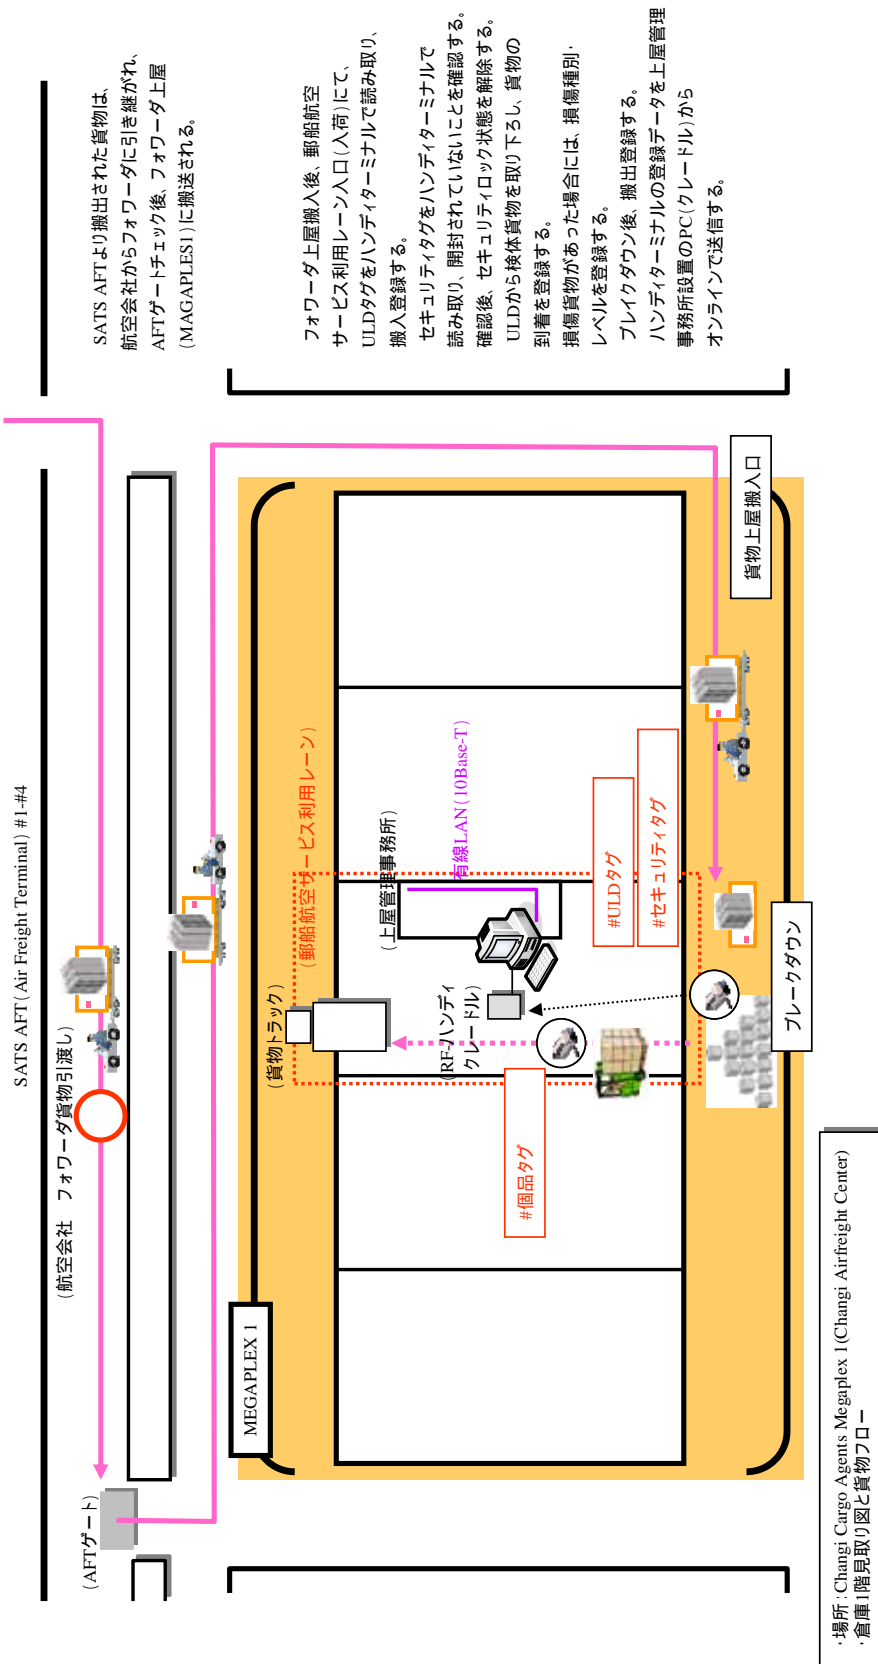 SATS AFT(Air Freight Terminal) #1-#4
(航空会社　フォワーダ貨物引渡し)
(AFTゲート)
SATS AFTより搬出された貨物は、
航空会社からフォワーダに引き継がれ、
AFTゲートチェック後、フォワーダ上屋
(MAGAPLES1)に搬送される。
フォワーダ上屋搬入後、郵船航空
サービス利用レーン入口(入荷)にて、
ULDタグをハンディターミナルで読み取り、
搬入登録する。
セキュリティタグをハンディターミナルで
読み取り、開封されていないことを確認する。
確認後、セキュリティロック状態を解除する。
ULDから検体貨物を取り下ろし、貨物の
到着を登録する。
損傷貨物があった場合には、損傷種別・
レベルを登録する。
ブレイクダウン後、搬出登録する。
ハンディターミナルの登録データを上屋管理
事務所設置のPC(クレードル)から
オンラインで送信する。
MEGAPLEX 1
(貨物トラック)
(郵船航空サービス利用レーン)
(上屋管理事務所)
有線LAN(10Base-T)
(RF-ハンディ
クレードル)
#個品タグ
#ULDタグ
#セキュリティタグ
貨物上屋搬入口
ブレークダウン
・場所:Changi Cargo Agents Megaplex 1(Changi Airfreight Center)
・倉庫1階見取り図と貨物フロー